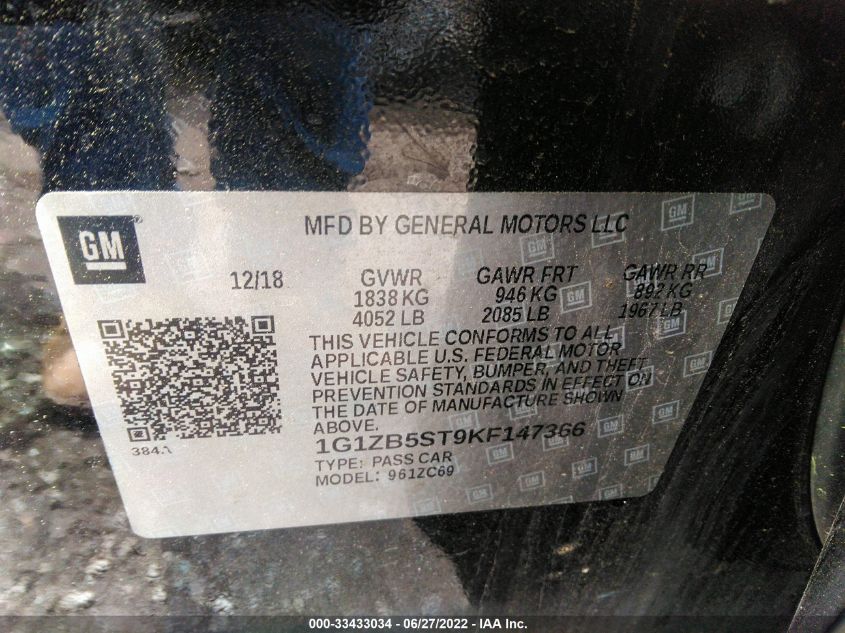 GM
MFD BY GENERAL MOTORS LLC
12/18 GVWR GAWR FRT GAWR RR
1838 KG 946 KG 892 KG
4052 LB 2085 LB 1967 LB
THIS VEHICLE CONFORMS TO ALL
APPLICABLE U.S. FEDERAL MOTOR
VEHICLE SAFETY, BUMPER, AND THEFT
PREVENTION STANDARDS IN EFFECT ON
THE DATE OF MANUFACTURE SHOWN
ABOVE.
1G1ZB5ST9KF147366
TYPE: PASS CAR
MODEL: 961ZC69
000-33433034 - 06/27/2022 - IAA Inc.